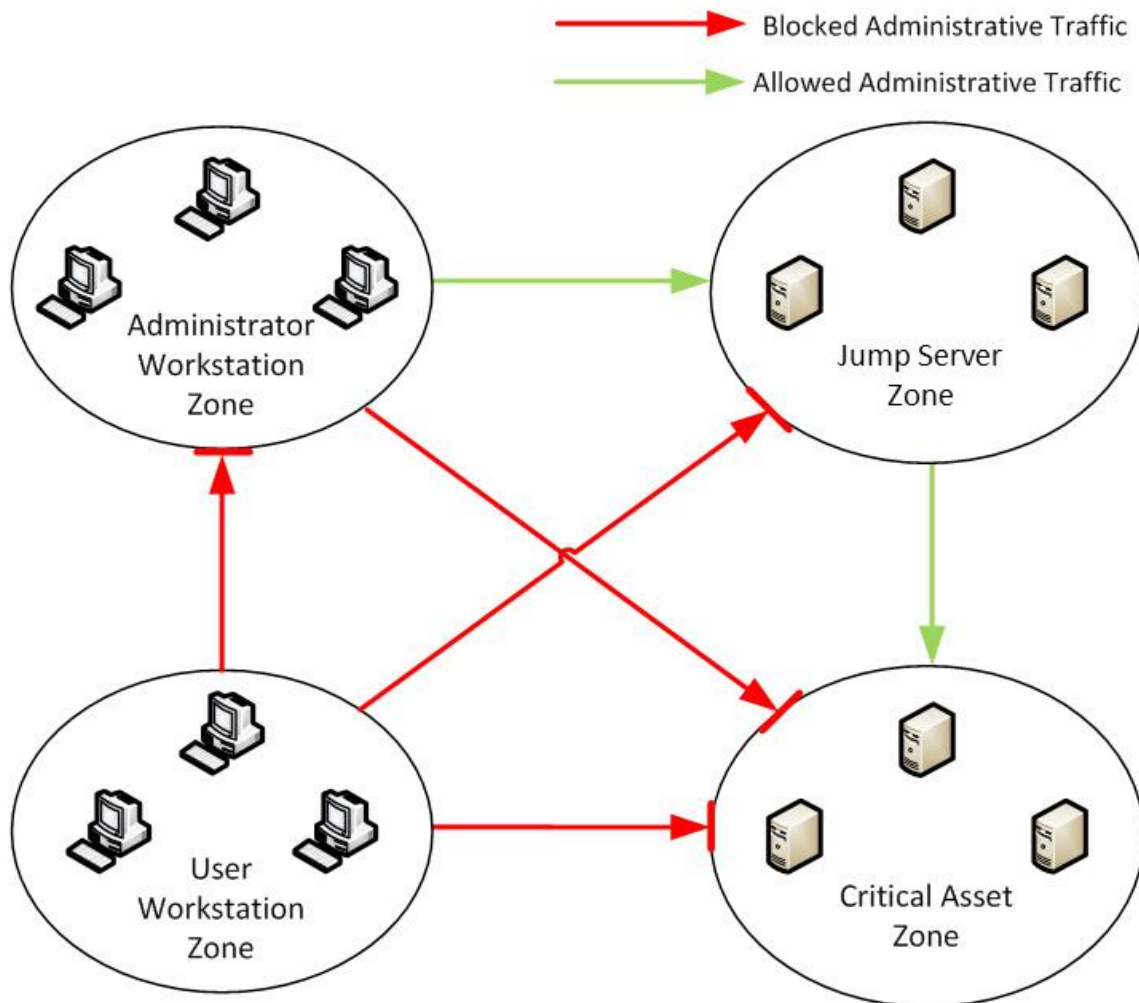 Blocked Administrative Traffic
Allowed Administrative Traffic
Administrator
Workstation
Zone
Jump Server
Zone
User
Workstation
Zone
Critical Asset
Zone